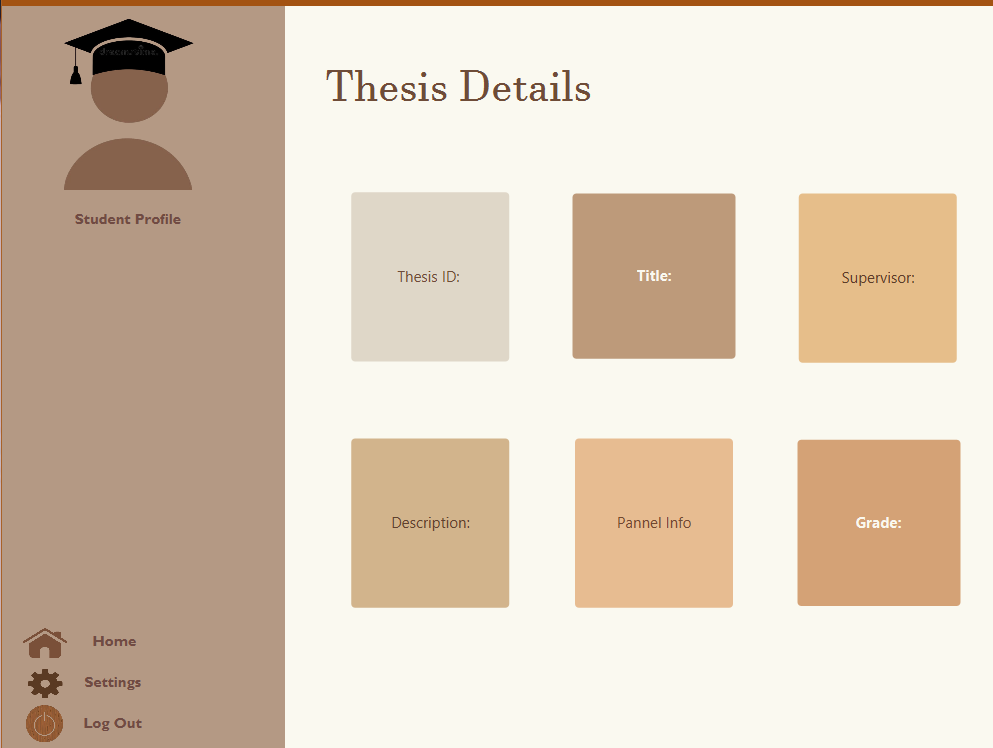 Thesis Details
Student Profile
Thesis ID:
Title:
Supervisor:
Description:
Pannel Info
Grade:
Home
Settings
Log Out